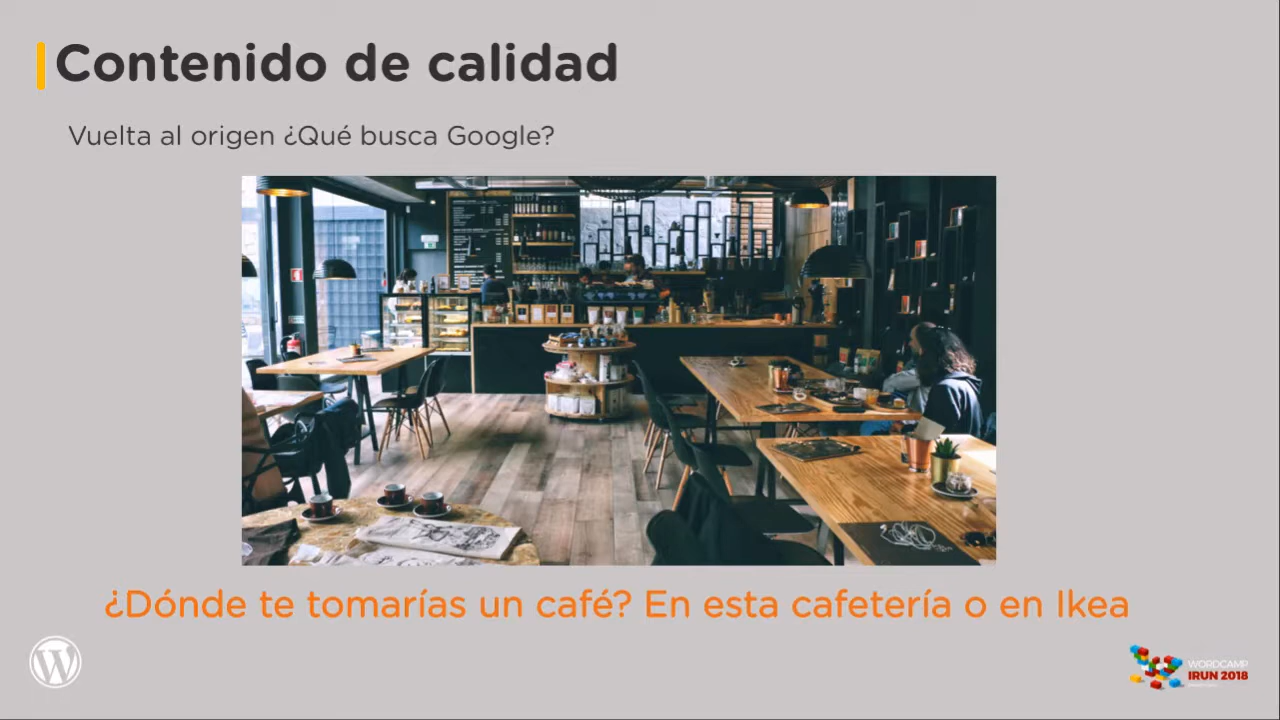 Contenido de calidad
Vuelta al origen ¿Qué busca Google?
¿Dónde te tomarías un café? En esta cafetería o en Ikea
WORDCAMP
IRUN 2018